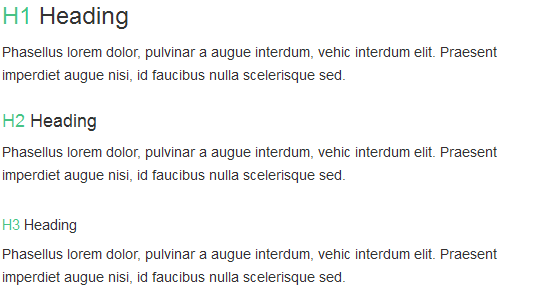 H1 Heading
Phasellus lorem dolor, pulvinar a augue interdum, vehic interdum elit. Praesent
imperdiet augue nisi, id faucibus nulla scelerisque sed.
H2 Heading
Phasellus lorem dolor, pulvinar a augue interdum, vehic interdum elit. Praesent
imperdiet augue nisi, id faucibus nulla scelerisque sed.
H3 Heading
Phasellus lorem dolor, pulvinar a augue interdum, vehic interdum elit. Praesent
imperdiet augue nisi, id faucibus nulla scelerisque sed.